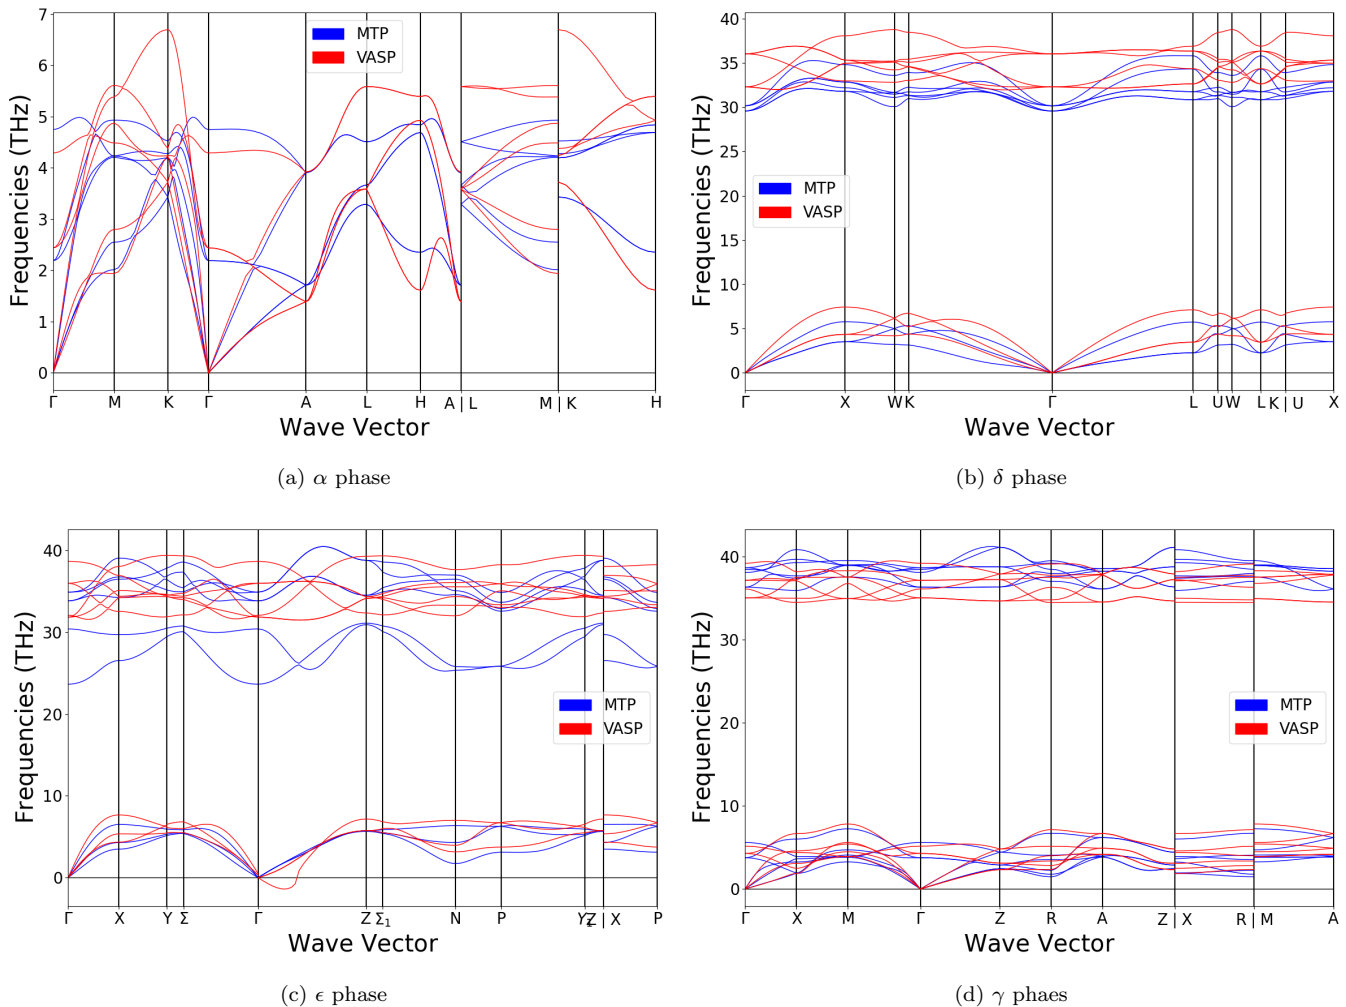 7
6
5
4
3
2
1
0
Frequencies (THz)
MTP
VASP
Γ M K Γ A L H A | L M | K H
Wave Vector
(a) α phase
40
35
30
25
20
15
10
5
0
Frequencies (THz)
MTP
VASP
Γ X W K Γ L U W L K | U X
Wave Vector
(b) δ phase
40
30
20
10
0
Frequencies (THz)
MTP
VASP
Γ X Y Σ Γ Z Σ₁ N P Y₁ Z | X P
Wave Vector
(c) ϵ phase
40
30
20
10
0
Frequencies (THz)
MTP
VASP
Γ X M Γ Z R A Z | X R | M A
Wave Vector
(d) γ phaes